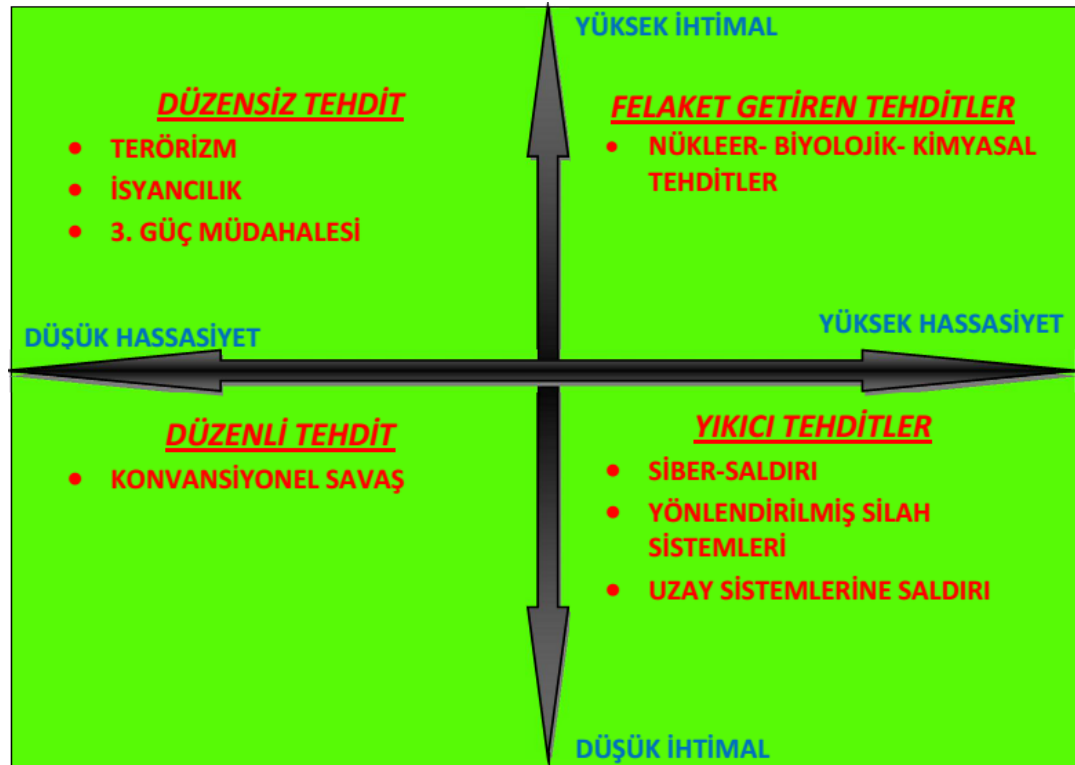 YÜKSEK İHTİMAL
DÜZENSİZ TEHDİT
• TERÖRİZM
• İSYANCILIK
• 3. GÜÇ MÜDAHALESİ
FELAKET GETİREN TEHDİTLER
• NÜKLEER- BİYOLOJİK- KİMYASAL
TEHDİTLER
DÜŞÜK HASSASİYET
YÜKSEK HASSASİYET
DÜZENLİ TEHDİT
• KONVANSİYONEL SAVAŞ
YIKICI TEHDİTLER
• SİBER-SALDIRI
• YÖNLENDİRİLMİŞ SİLAH
SİSTEMLERİ
• UZAY SİSTEMLERİNE SALDIRI
DÜŞÜK İHTİMAL